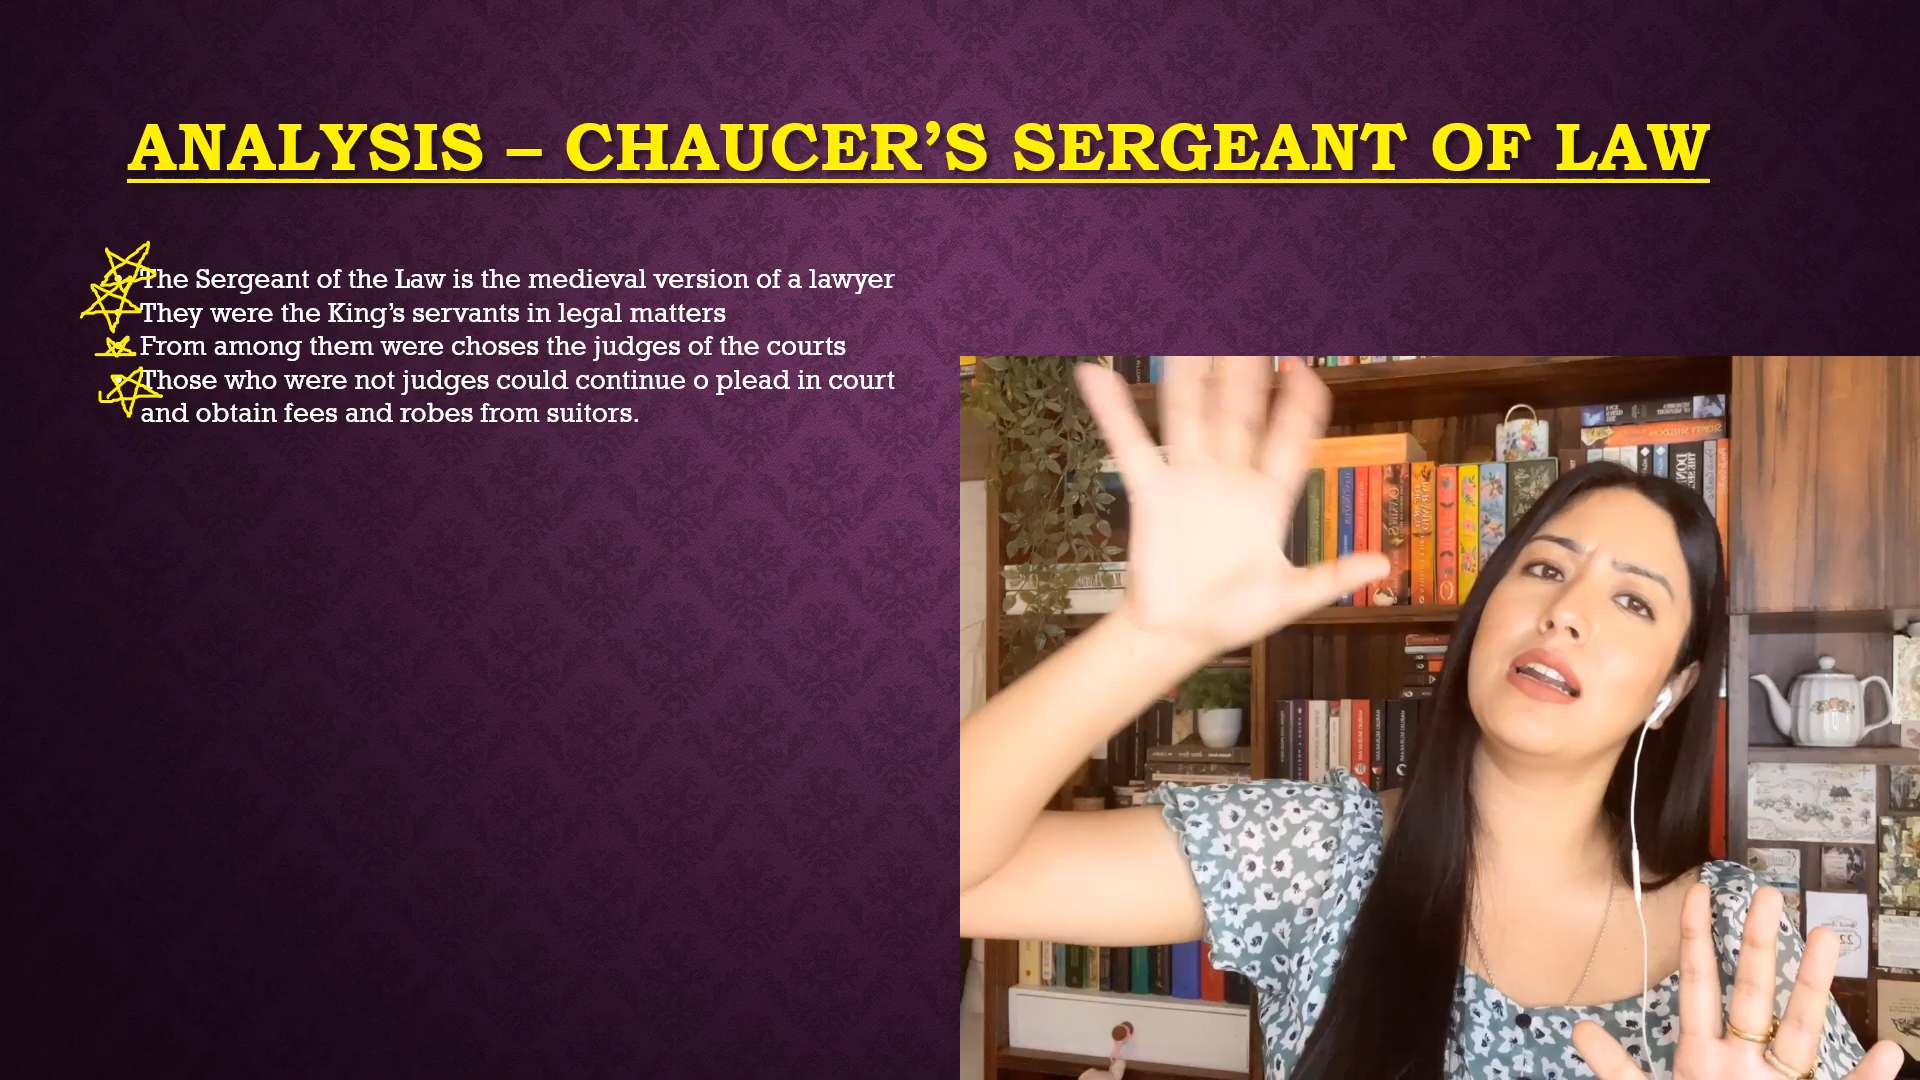 ANALYSIS – CHAUCER’S SERGEANT OF LAW
The Sergeant of the Law is the medieval version of a lawyer
They were the King’s servants in legal matters
From among them were choses the judges of the courts
Those who were not judges could continue o plead in court
and obtain fees and robes from suitors.